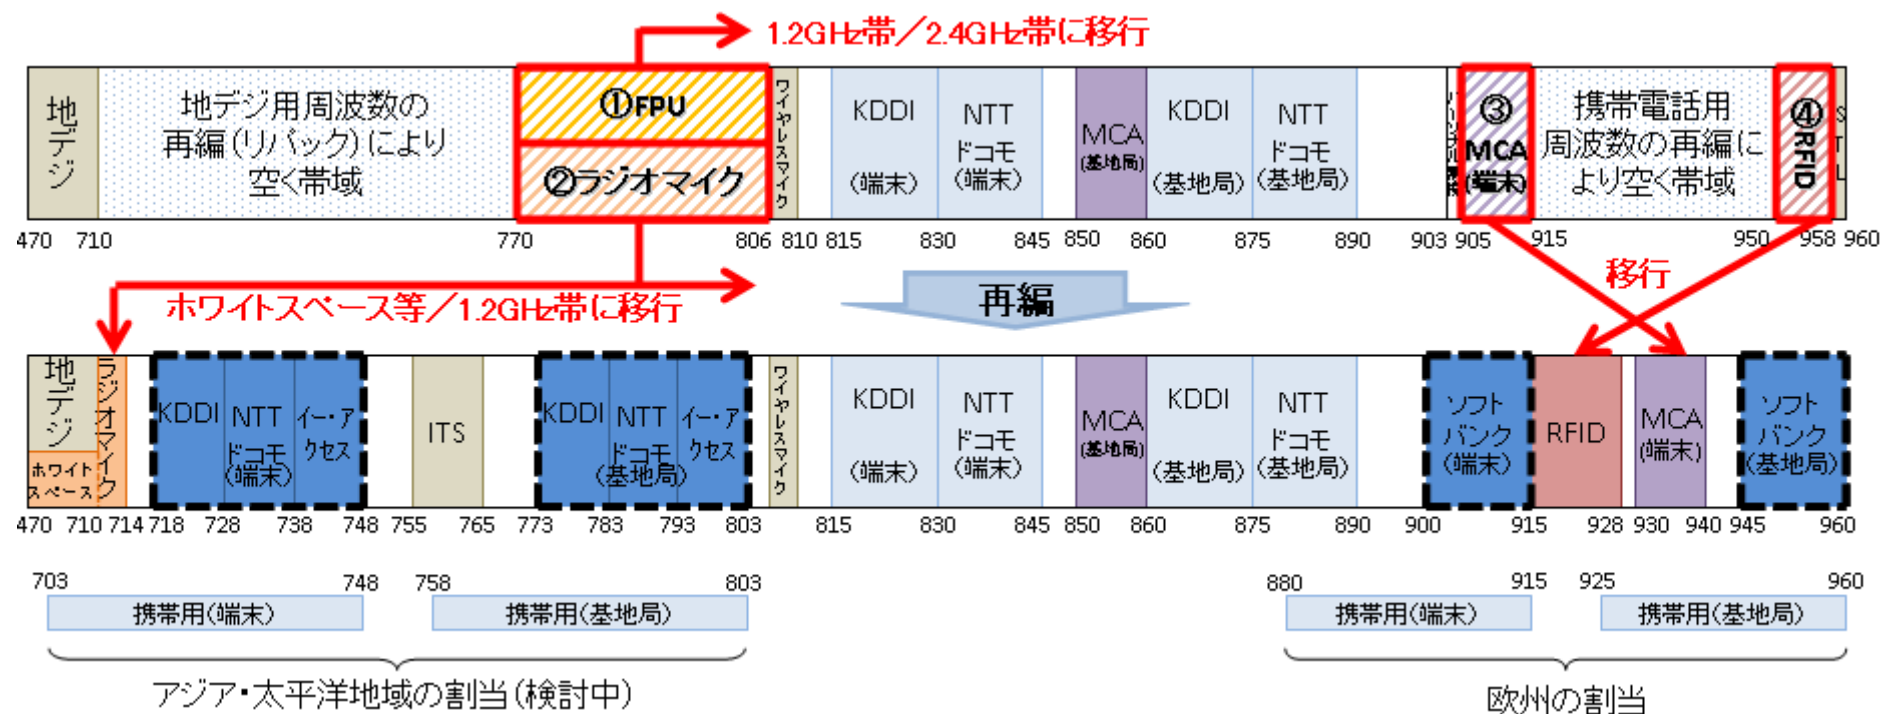 1.2GHz帯／2.4GHz帯に移行
地デジ
地デジ用周波数の
再編(リパック)により
空く帯域
①FPU
②ラジオマイク
ワイヤレスマイク
KDDI
(端末)
NTT
ドコモ
(端末)
MCA
(基地局)
KDDI
(基地局)
NTT
ドコモ
(基地局)
③
MCA
(端末)
携帯電話用
周波数の再編に
より空く帯域
④RFID
STL
470 710 770 806 810 815 830 845 850 860 875 890 903 905 915 950 958 960
ホワイトスペース等／1.2GHz帯に移行
再編
移行
地デジ
ホワイト
スペース
ラジオマイク
KDDI
NTT
ドコモ
イー・ア
クセス
(端末)
ITS
KDDI
NTT
ドコモ
イー・ア
クセス
(基地局)
ワイヤレスマイク
KDDI
(端末)
NTT
ドコモ
(端末)
MCA
(基地局)
KDDI
(基地局)
NTT
ドコモ
(基地局)
ソフト
バンク
(端末)
RFID
MCA
(端末)
ソフト
バンク
(基地局)
470 710 714 718 728 738 748 755 765 773 783 793 803 815 830 845 850 860 875 890 900 915 928 930 940 945 960
703 748 758 803 880 915 925 960
携帯用(端末)
携帯用(基地局)
携帯用(端末)
携帯用(基地局)
アジア・太平洋地域の割当(検討中)
欧州の割当